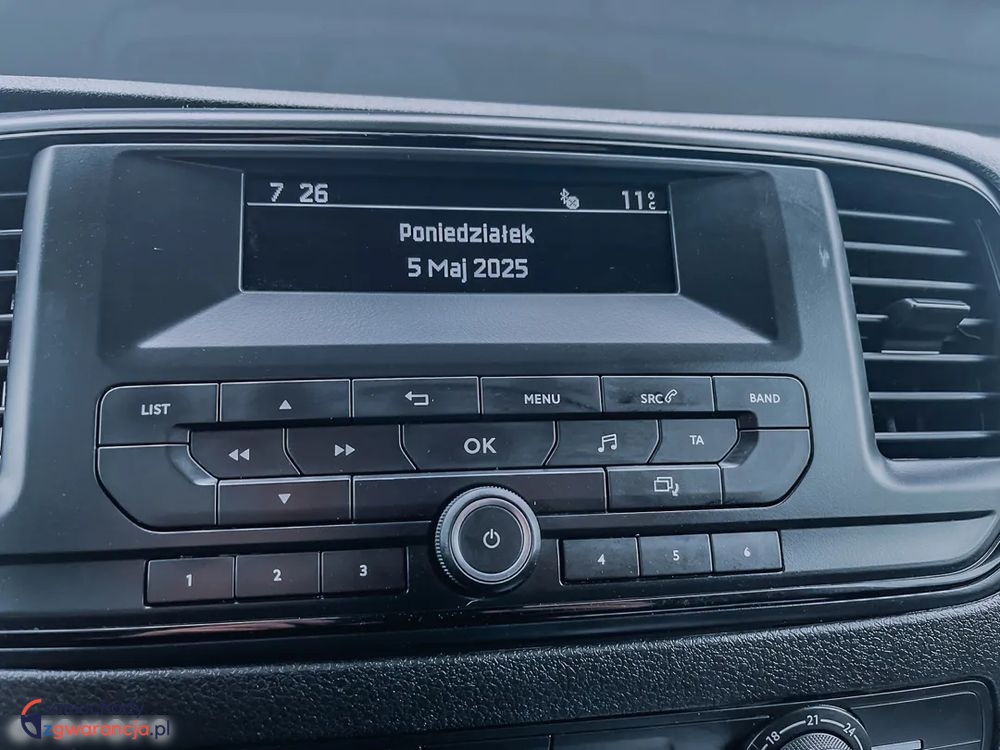 7 26 11°C
Poniedziałek
5 Maj 2025
LIST MENU SRC BAND
OK TA
1 2 3 4 5 6
18 21 24
zgwarancja.pl